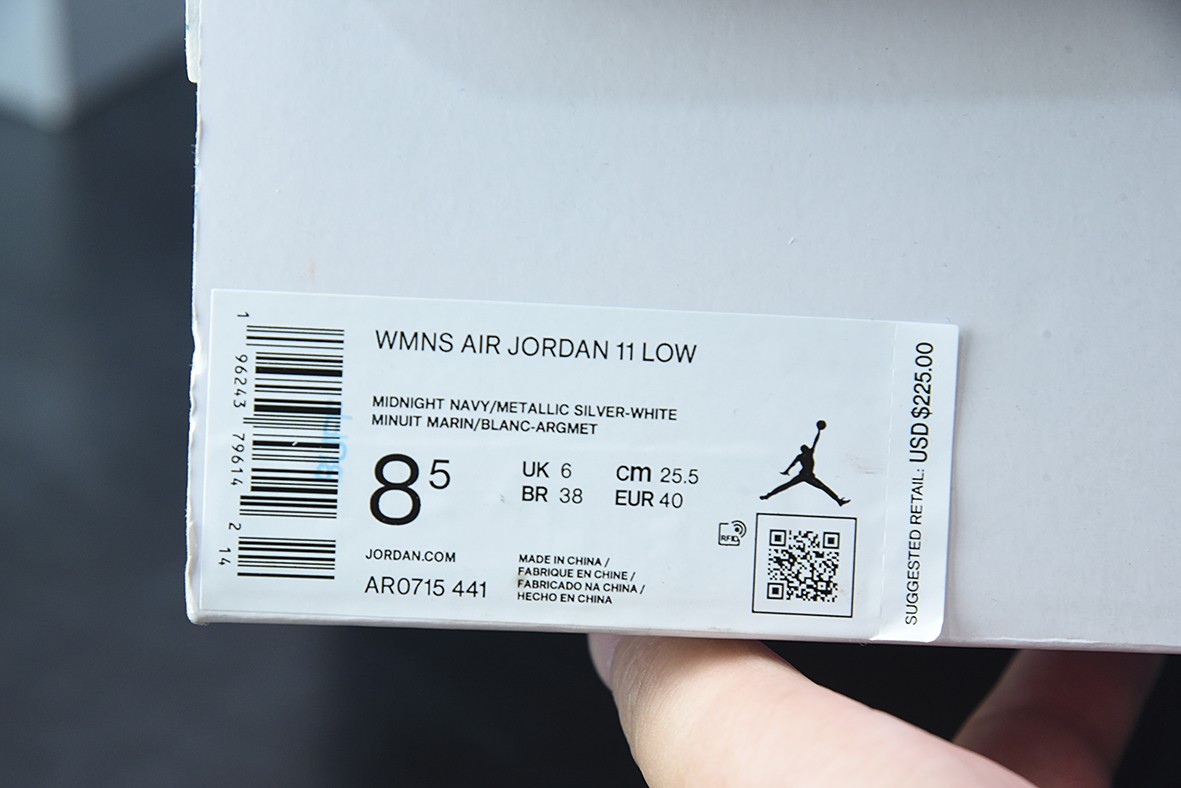 WMNS AIR JORDAN 11 LOW
MIDNIGHT NAVY/METALLIC SILVER-WHITE
MINUIT MARIN/BLANC-ARGMET
8 5
UK 6 cm 25.5
BR 38 EUR 40
JORDAN.COM
AR0715 441
MADE IN CHINA /
FABRIQUE EN CHINE /
FABRICADO NA CHINA /
HECHO EN CHINA
RFID
SUGGESTED RETAIL: USD $225.00
1 96243 79614 2 14